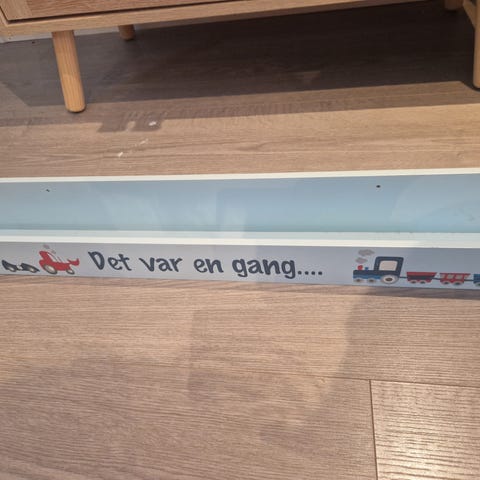 Det var en gang....